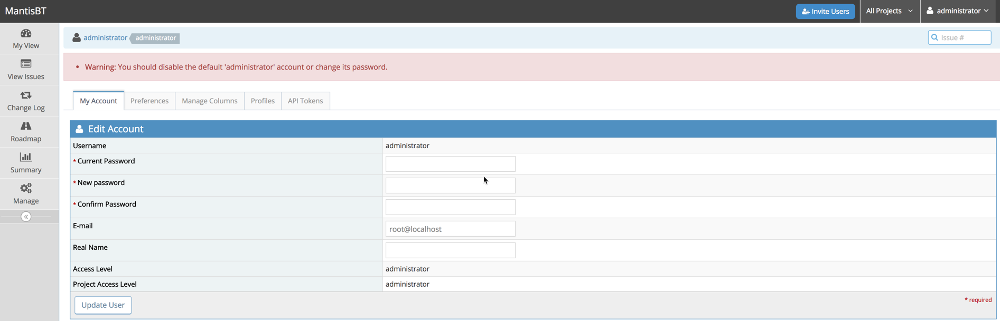 MantisBT
Invite Users
All Projects
administrator
My View
View Issues
Change Log
Roadmap
Summary
Manage
administrator administrator
Issue #
Warning: You should disable the default 'administrator' account or change its password.
My Account Preferences Manage Columns Profiles API Tokens
Edit Account
Username administrator
* Current Password
* New password
* Confirm Password
E-mail root@localhost
Real Name
Access Level administrator
Project Access Level administrator
Update User
* required